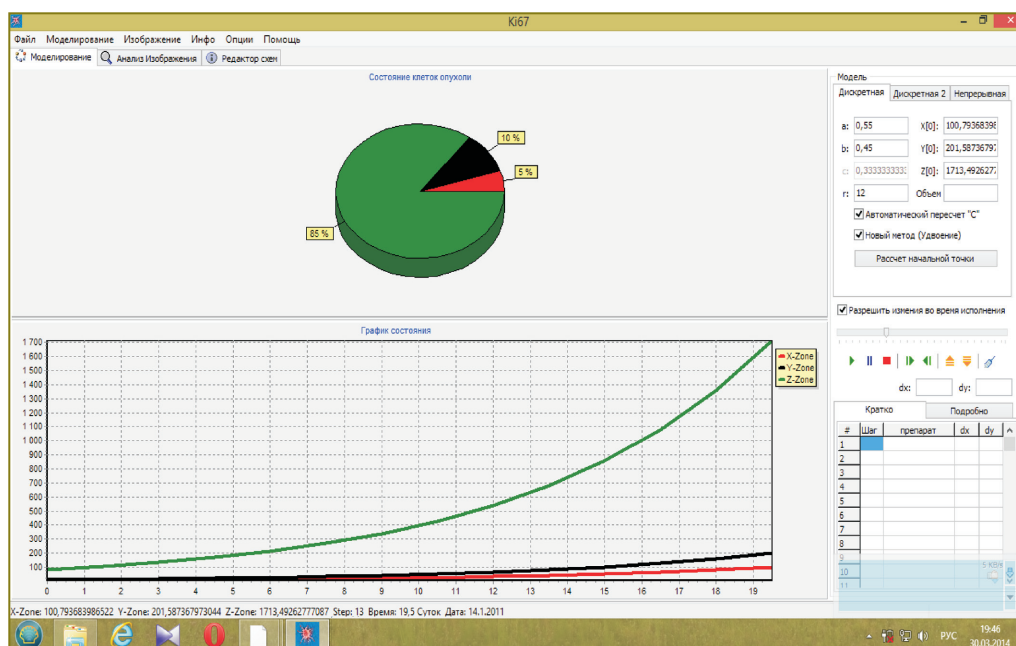 Ki67
Файл Моделирование Изображение Инфо Опции Помощь
Моделирование Анализ Изображения Редактор схем
Состояние клеток опухоли
10 %
5 %
85 %
График состояния
1 700
1 600
1 500
1 400
1 300
1 200
1 100
1 000
900
800
700
600
500
400
300
200
100
0 1 2 3 4 5 6 7 8 9 10 11 12 13 14 15 16 17 18 19
X-Zone
Y-Zone
Z-Zone
Модель
Дискретная Дискретная 2 Непрерывная
a: 0,55 X[0]: 100,79368398
b: 0,45 Y[0]: 201,58736797
c: 0,333333333 Z[0]: 1713,4926277
r: 12 Объем
Автоматический пересчет "С"
Новый метод (Удвоение)
Рассчет начальной точки
Разрешить измения во время исполнения
dx: dy:
Кратко Подробно
# Шаг препарат dx dy
1
2
3
4
5
6
7
8
9
10
11
5 KB/s
X-Zone: 100,793683986522 Y-Zone: 201,587367973044 Z-Zone: 1713,49262777087 Step: 13 Время: 19,5 Суток Дата: 14.1.2011
РУС
19:46
30.03.2014